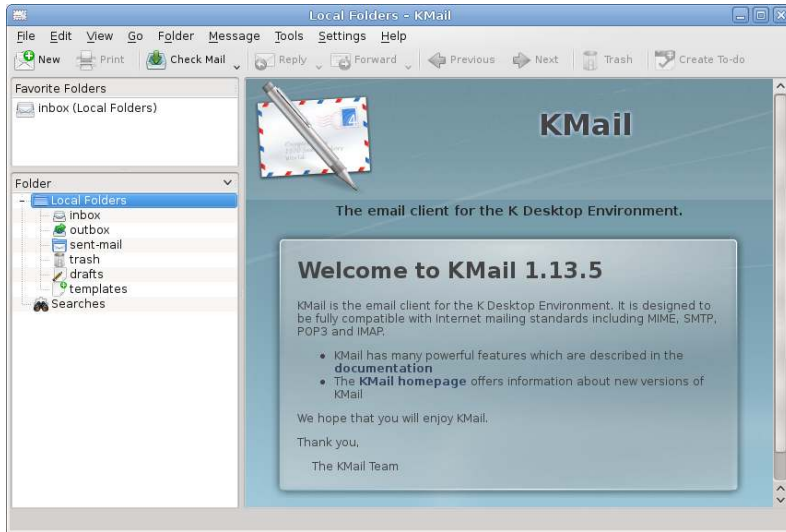 Local Folders - KMail
File Edit View Go Folder Message Tools Settings Help
New Print Check Mail Reply Forward Previous Next Trash Create To-do
Favorite Folders
inbox (Local Folders)
Folder
Local Folders
inbox
outbox
sent-mail
trash
drafts
templates
Searches
KMail
The email client for the K Desktop Environment.
Welcome to KMail 1.13.5
KMail is the email client for the K Desktop Environment. It is designed to
be fully compatible with Internet mailing standards including MIME, SMTP,
POP3 and IMAP.
• KMail has many powerful features which are described in the
documentation
• The KMail homepage offers information about new versions of
KMail
We hope that you will enjoy KMail.
Thank you,
The KMail Team